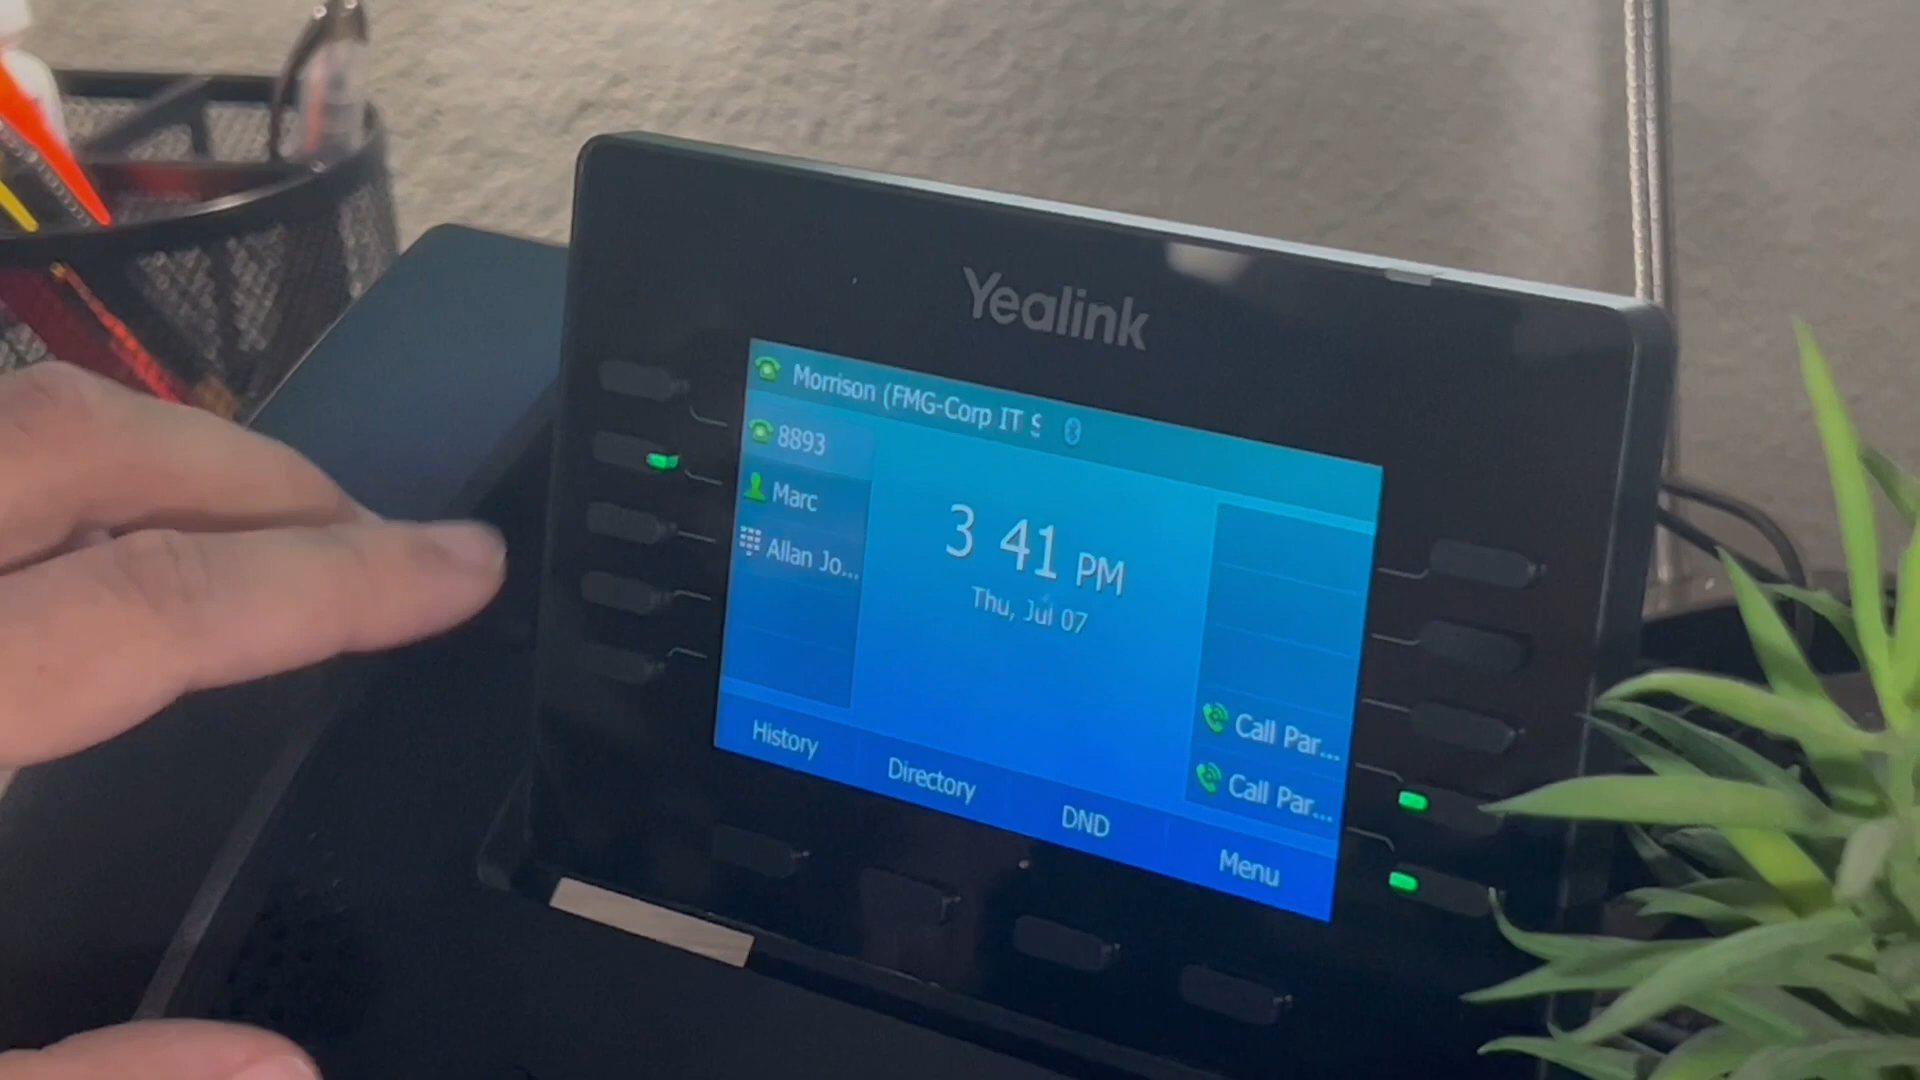 Yealink
Morrison (FMG-Corp IT S
8893
Marc
Allan Jo...
3 41 PM
Thu, Jul 07
Call Par...
Call Par...
History
Directory
DND
Menu